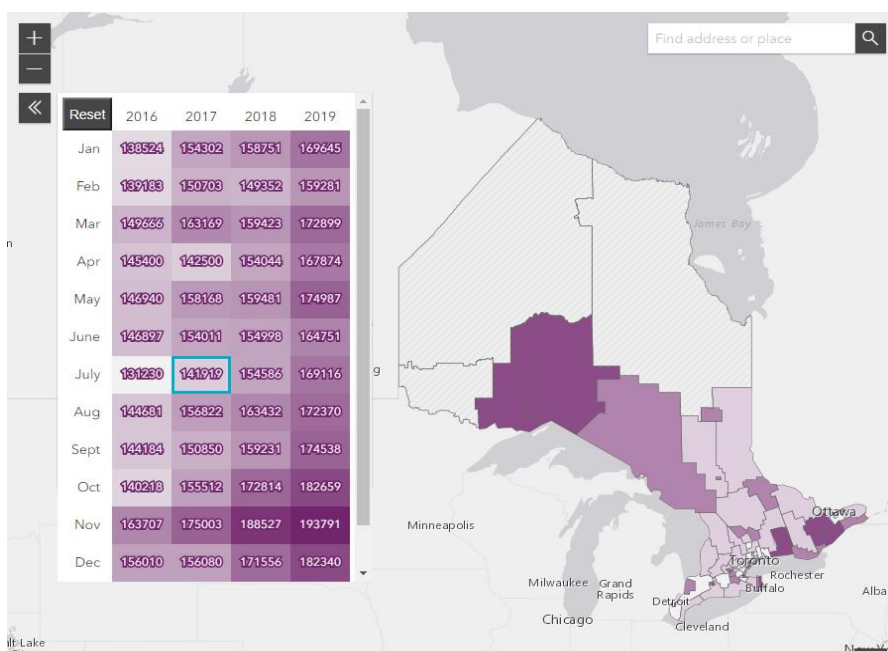 +
Find address or place
−
Reset 2016 2017 2018 2019
Jan 138524 154302 158751 169645
Feb 139183 150703 149352 159281
Mar 149666 163169 159423 172899
Apr 145400 142500 154044 167874
May 146940 158168 159481 174987
June 146897 154011 154998 164751
July 131230 141919 154586 169116
Aug 144681 156822 163432 172370
Sept 144184 150850 159231 174538
Oct 140218 155512 172814 182659
Nov 163707 175003 188527 193791
Dec 156010 156080 171556 182340
James Bay
n
g
Minneapolis
Ottawa
Toronto
Rochester
Milwaukee
Grand
Rapids
Buffalo
Alba
Detroit
Chicago
Cleveland
lt Lake